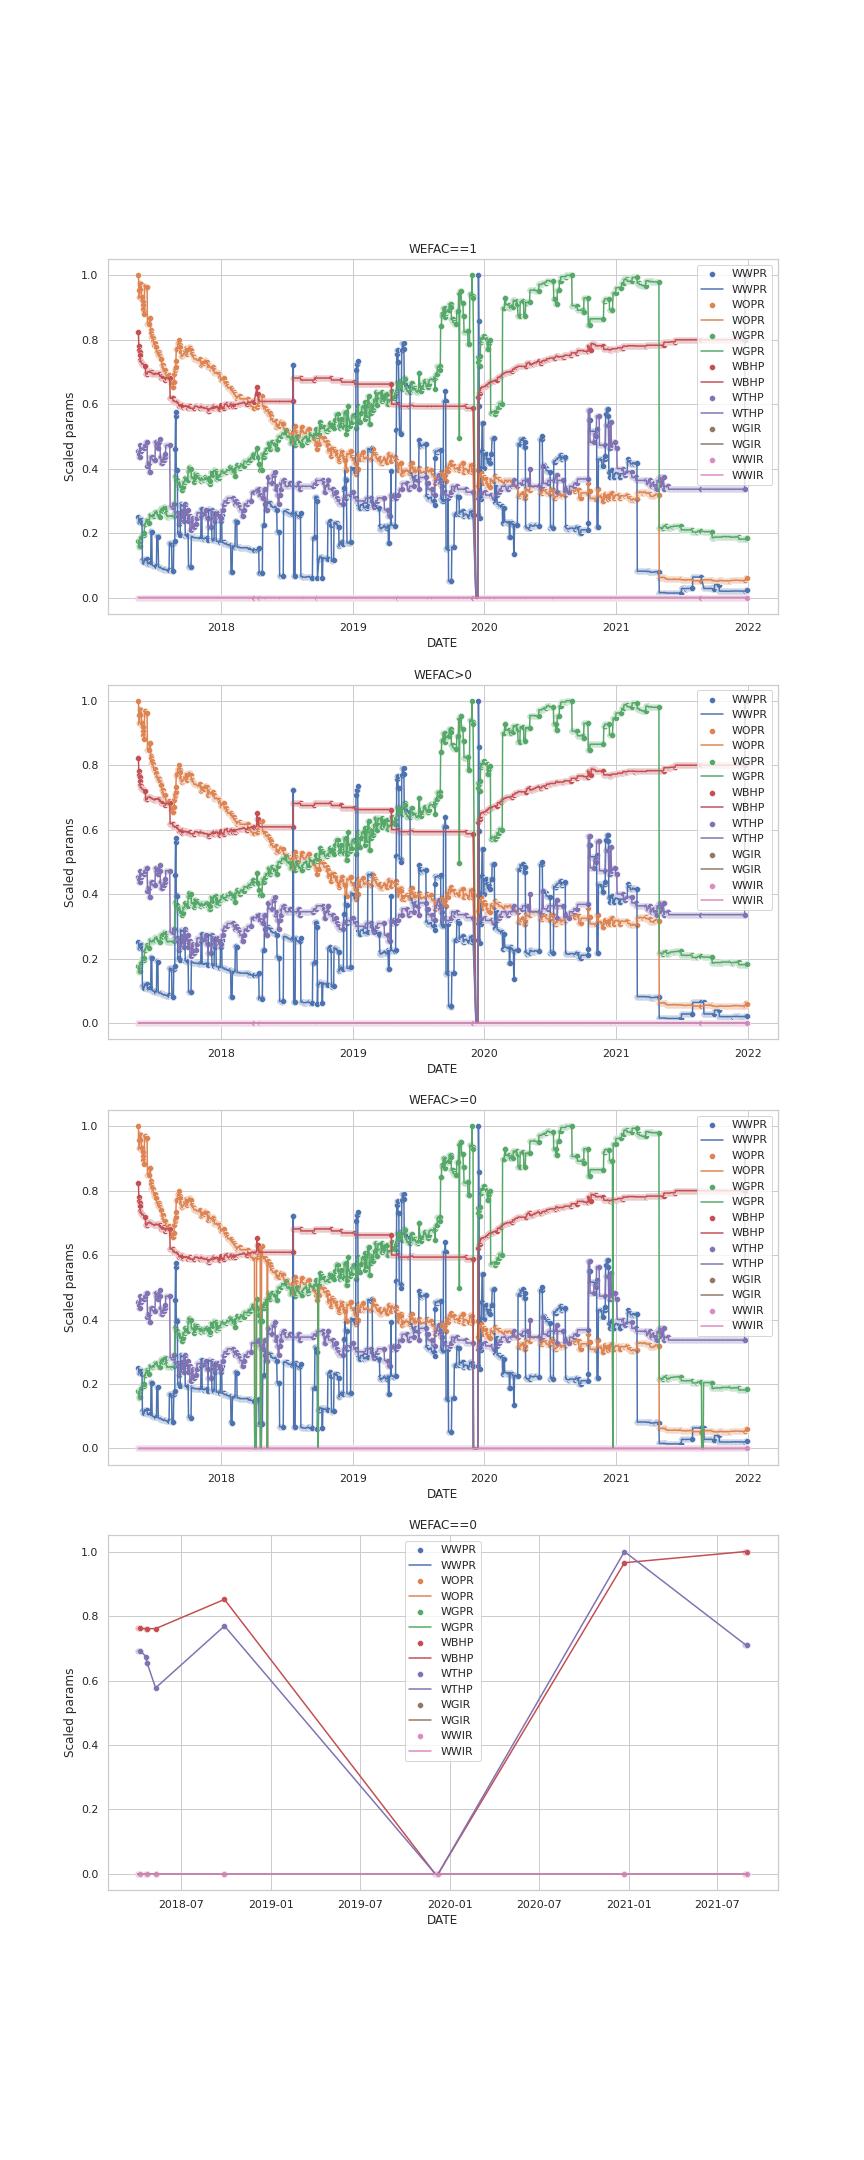 WEFAC==1
1.0
0.8
0.6
0.4
0.2
0.0
Scaled params
WWPR
WWPR
WOPR
WOPR
WGPR
WGPR
WBHP
WBHP
WTHP
WTHP
WGIR
WGIR
WWIR
WWIR
2018 2019 2020 2021 2022
DATE
WEFAC>0
1.0
0.8
0.6
0.4
0.2
0.0
Scaled params
WWPR
WWPR
WOPR
WOPR
WGPR
WGPR
WBHP
WBHP
WTHP
WTHP
WGIR
WGIR
WWIR
WWIR
2018 2019 2020 2021 2022
DATE
WEFAC>=0
1.0
0.8
0.6
0.4
0.2
0.0
Scaled params
WWPR
WWPR
WOPR
WOPR
WGPR
WGPR
WBHP
WBHP
WTHP
WTHP
WGIR
WGIR
WWIR
WWIR
2018 2019 2020 2021 2022
DATE
WEFAC==0
1.0
0.8
0.6
0.4
0.2
0.0
Scaled params
WWPR
WWPR
WOPR
WOPR
WGPR
WGPR
WBHP
WBHP
WTHP
WTHP
WGIR
WGIR
WWIR
WWIR
2018-07 2019-01 2019-07 2020-01 2020-07 2021-01 2021-07
DATE